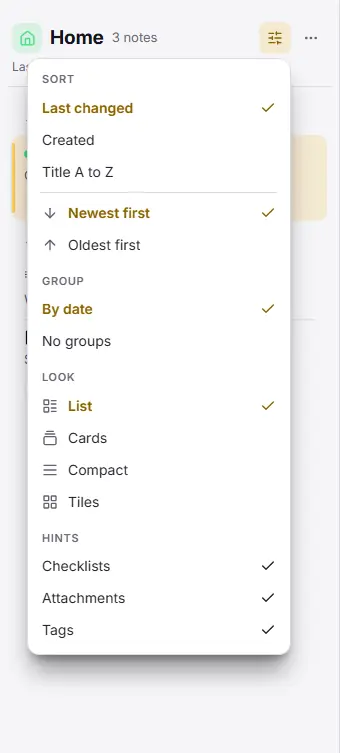 Home 3 notes
SORT
Last changed
Created
Title A to Z
Newest first
Oldest first
GROUP
By date
No groups
LOOK
List
Cards
Compact
Tiles
HINTS
Checklists
Attachments
Tags